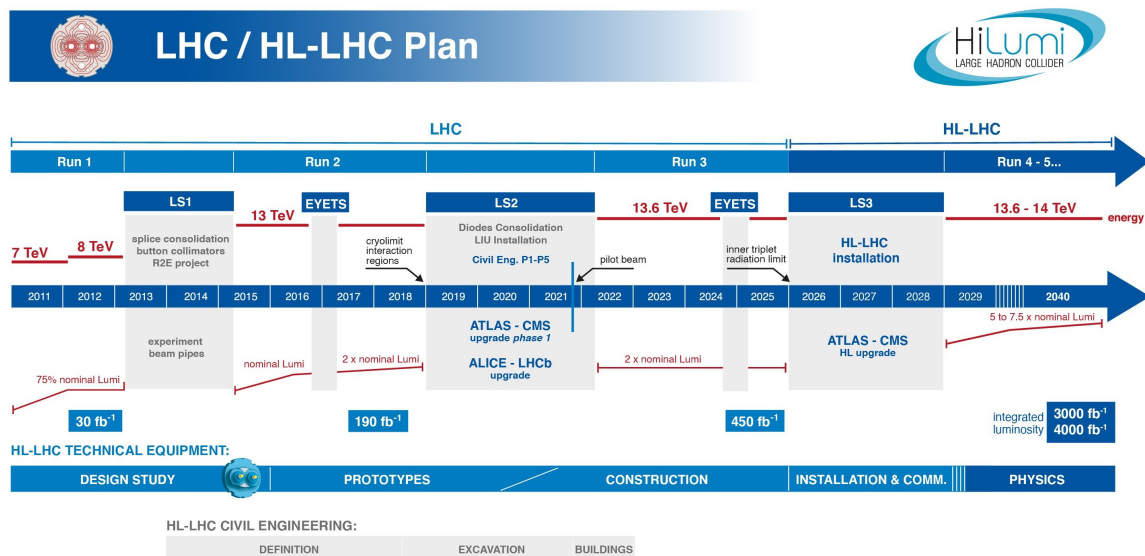 LHC / HL-LHC Plan
HiLumi
LARGE HADRON COLLIDER
LHC
HL-LHC
Run 1
Run 2
Run 3
Run 4 - 5...
LS1
EYETS
LS2
EYETS
LS3
7 TeV
8 TeV
13 TeV
13.6 TeV
13.6 - 14 TeV
energy
splice consolidation
button collimators
R2E project
cryolimit
interaction
regions
Diodes Consolidation
LIU Installation
Civil Eng. P1-P5
pilot beam
inner triplet
radiation limit
HL-LHC
installation
2011 2012 2013 2014 2015 2016 2017 2018 2019 2020 2021 2022 2023 2024 2025 2026 2027 2028 2029 2040
experiment
beam pipes
75% nominal Lumi
nominal Lumi
2 x nominal Lumi
ATLAS - CMS
upgrade phase 1
ALICE - LHCb
upgrade
2 x nominal Lumi
ATLAS - CMS
HL upgrade
5 to 7.5 x nominal Lumi
30 fb⁻¹
190 fb⁻¹
450 fb⁻¹
integrated
luminosity
3000 fb⁻¹
4000 fb⁻¹
HL-LHC TECHNICAL EQUIPMENT:
DESIGN STUDY
PROTOTYPES
CONSTRUCTION
INSTALLATION & COMM.
PHYSICS
HL-LHC CIVIL ENGINEERING:
DEFINITION
EXCAVATION
BUILDINGS